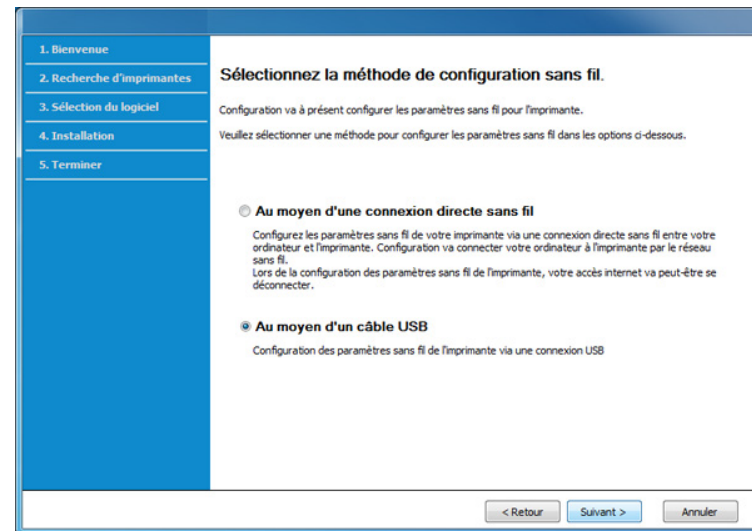 1. Bienvenue
2. Recherche d'imprimantes
3. Sélection du logiciel
4. Installation
5. Terminer
Sélectionnez la méthode de configuration sans fil.
Configuration va à présent configurer les paramètres sans fil pour l'imprimante.
Veuillez sélectionner une méthode pour configurer les paramètres sans fil dans les options ci-dessous.
Au moyen d'une connexion directe sans fil
Configurez les paramètres sans fil de votre imprimante via une connexion directe sans fil entre votre
ordinateur et l'imprimante. Configuration va connecter votre ordinateur à l'imprimante par le réseau
sans fil.
Lors de la configuration des paramètres sans fil de l'imprimante, votre accès internet va peut-être se
déconnecter.
Au moyen d'un câble USB
Configuration des paramètres sans fil de l'imprimante via une connexion USB
< Retour
Suivant >
Annuler